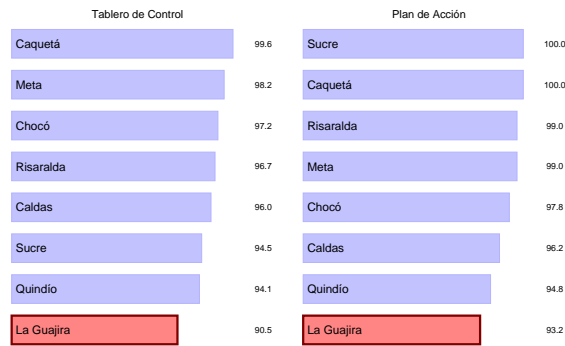 Tablero de Control
Caquetá 99.6
Meta 98.2
Chocó 97.2
Risaralda 96.7
Caldas 96.0
Sucre 94.5
Quindío 94.1
La Guajira 90.5
Plan de Acción
Sucre 100.0
Caquetá 100.0
Risaralda 99.0
Meta 99.0
Chocó 97.8
Caldas 96.2
Quindío 94.8
La Guajira 93.2